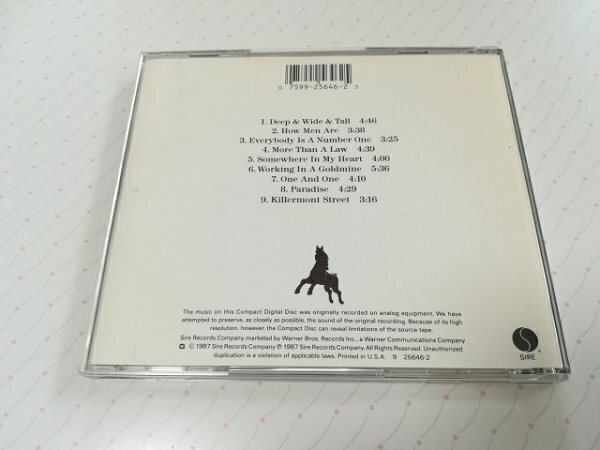 0 7599-25646-2 5
1. Deep & Wide & Tall 4:46
2. How Men Are 3:38
3. Everybody Is A Number One 3:25
4. More Than A Law 4:39
5. Somewhere In My Heart 4:00
6. Working In A Goldmine 5:36
7. One And One 4:10
8. Paradise 4:29
9. Killermont Street 3:16
The music on this Compact Digital Disc was originally recorded on analog equipment. We have
attempted to preserve, as closely as possible, the sound of the original recording. Because of its high
resolution, however, the Compact Disc can reveal limitations of the source tape.
Sire Records Company marketed by Warner Bros. Records Inc., a Warner Communications Company
© 1987 Sire Records Company ℗ 1987 Sire Records Company All Rights Reserved. Unauthorized
duplication is a violation of applicable laws. Printed in U.S.A. 9 25646-2
SIRE